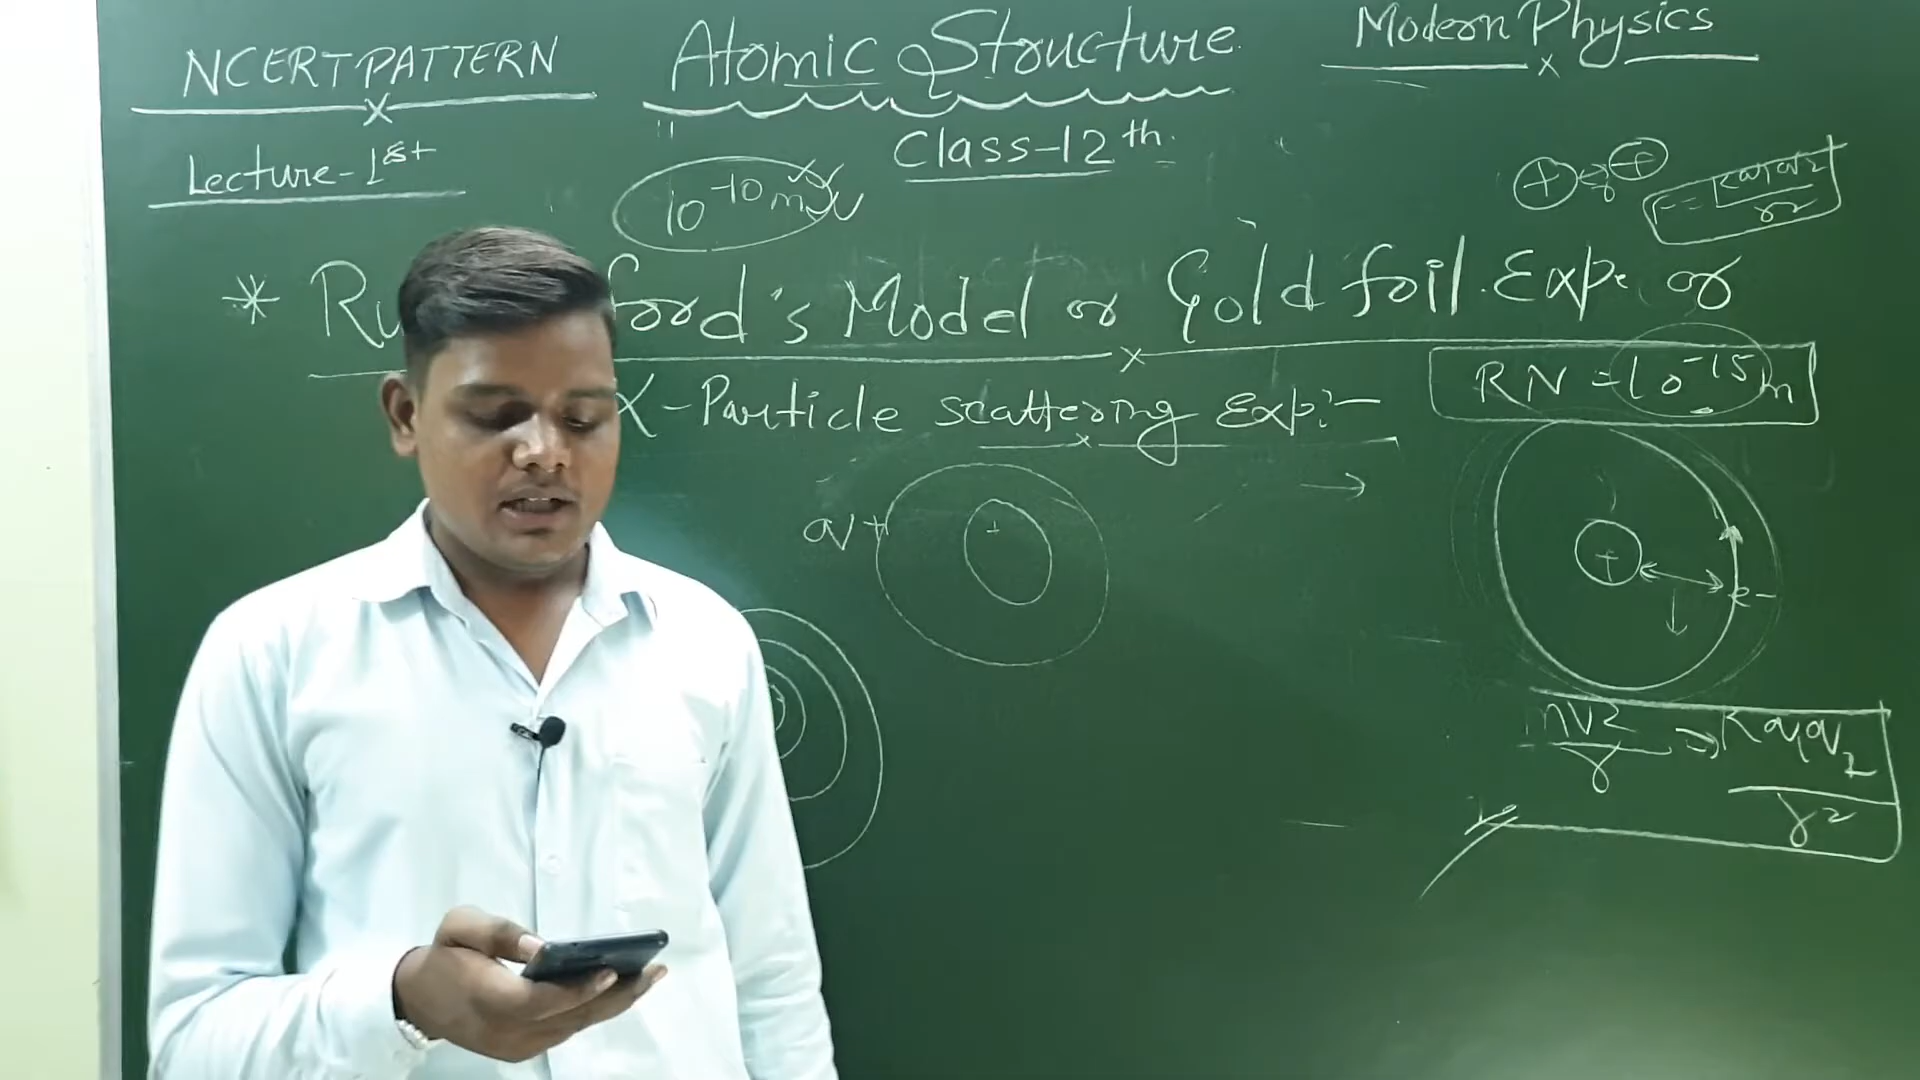 NCERT PATTERN
Atomic Structure
Modern Physics
Lecture-1st
Class-12th
10⁻¹⁰ m
+ +
F = Kq1q2/r2
* Ru ford's Model or Gold foil Exp. or
α-Particle scattering Exp:-
RN = 10⁻¹⁵ m
q +
+
e-
mv2/r = Kq1q2/r2